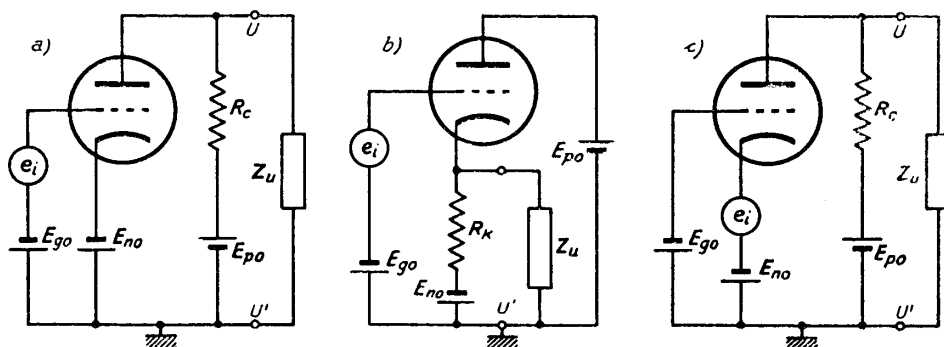 a)
U
R_c
e_i
Z_u
E_go
E_no
E_po
U'
b)
e_i
E_po
R_K
Z_u
E_go
E_no
U'
c)
U
R_c
e_i
Z_u
E_go
E_no
E_po
U'